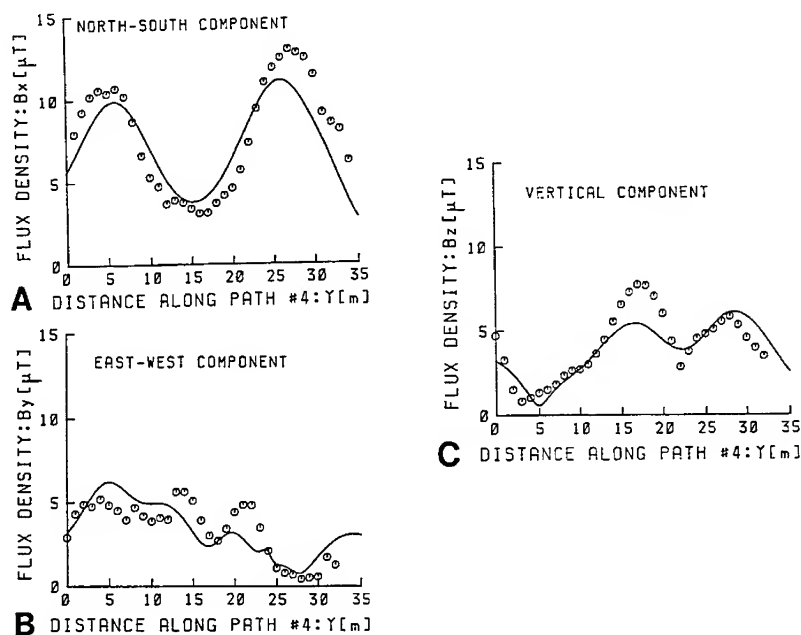 NORTH-SOUTH COMPONENT
FLUX DENSITY:Bx[μT]
15
10
5
0
0 5 10 15 20 25 30 35
A DISTANCE ALONG PATH #4:Y[m]
EAST-WEST COMPONENT
FLUX DENSITY:By[μT]
15
10
5
0
0 5 10 15 20 25 30 35
B DISTANCE ALONG PATH #4:Y[m]
VERTICAL COMPONENT
FLUX DENSITY:Bz[μT]
15
10
5
0
0 5 10 15 20 25 30 35
C DISTANCE ALONG PATH #4:Y[m]